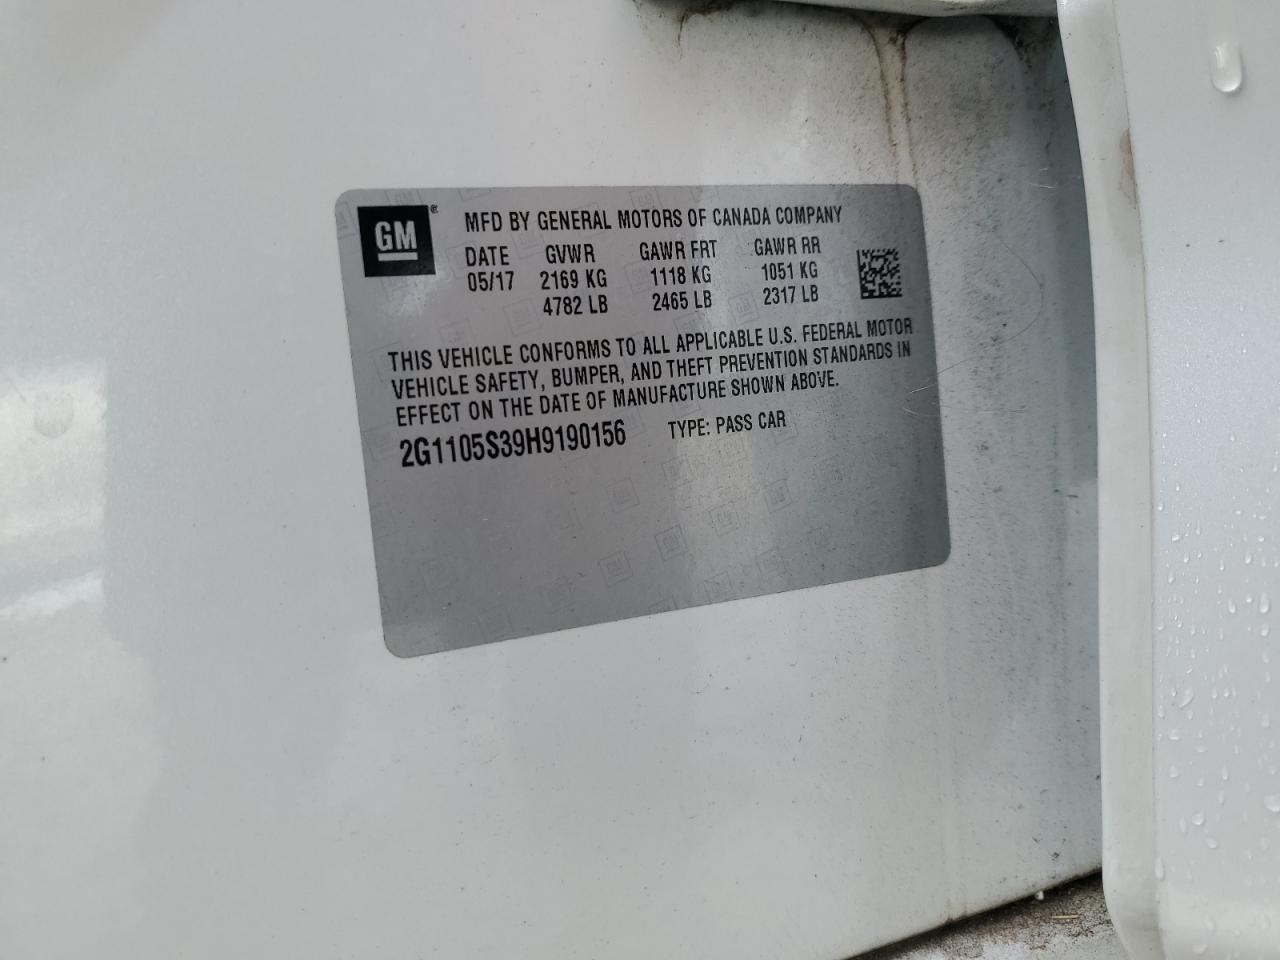 GM®
MFD BY GENERAL MOTORS OF CANADA COMPANY
DATE GVWR GAWR FRT GAWR RR
05/17 2169 KG 1118 KG 1051 KG
4782 LB 2465 LB 2317 LB
THIS VEHICLE CONFORMS TO ALL APPLICABLE U.S. FEDERAL MOTOR
VEHICLE SAFETY, BUMPER, AND THEFT PREVENTION STANDARDS IN
EFFECT ON THE DATE OF MANUFACTURE SHOWN ABOVE.
2G1105S39H9190156 TYPE: PASS CAR